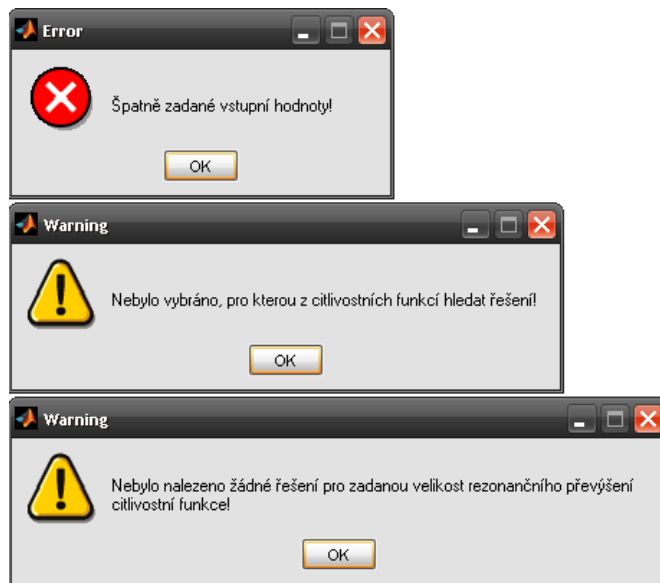 Error
Špatně zadané vstupní hodnoty!
OK
Warning
Nebylo vybráno, pro kterou z citlivostních funkcí hledat řešení!
OK
Warning
Nebylo nalezeno žádné řešení pro zadanou velikost rezonančního převýšení
citlivostní funkce!
OK